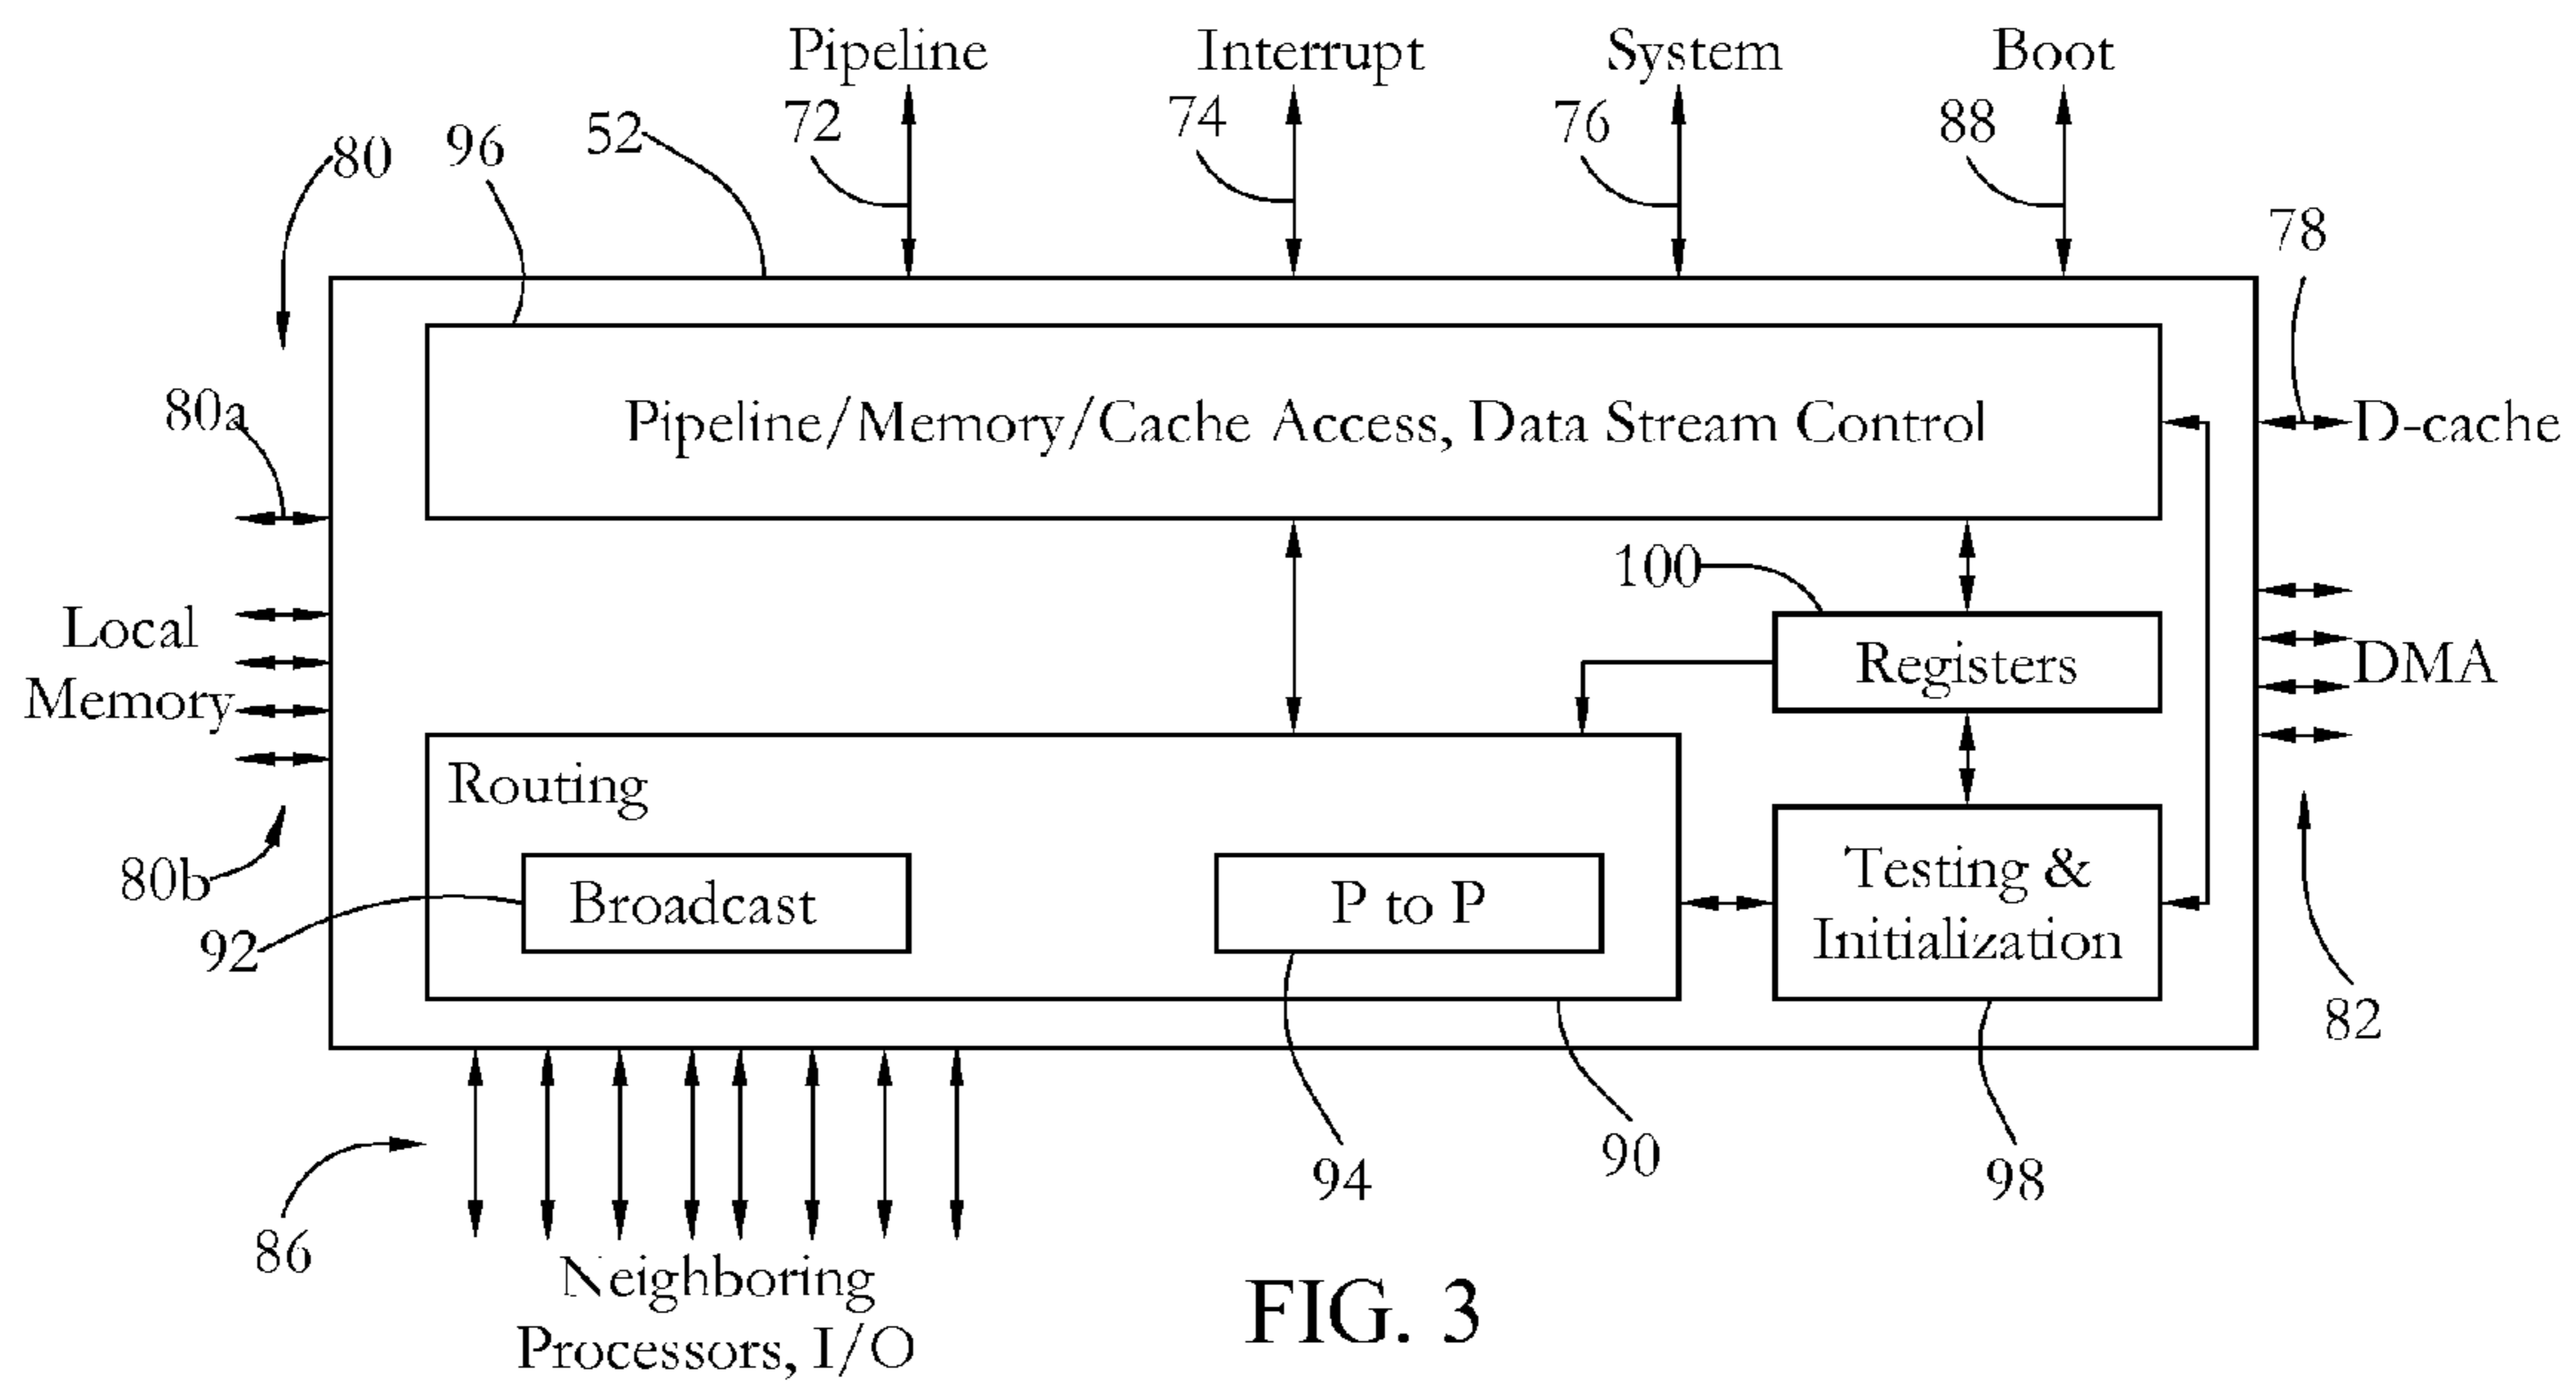 Pipeline
Interrupt
System
Boot
72
74
76
88
52
96
80
78
80a
Pipeline/Memory/Cache Access, Data Stream Control
D-cache
100
Local
Memory
Registers
DMA
Routing
80b
Broadcast
P to P
Testing &
Initialization
92
82
86
94
90
98
Neighboring
Processors, I/O
FIG. 3